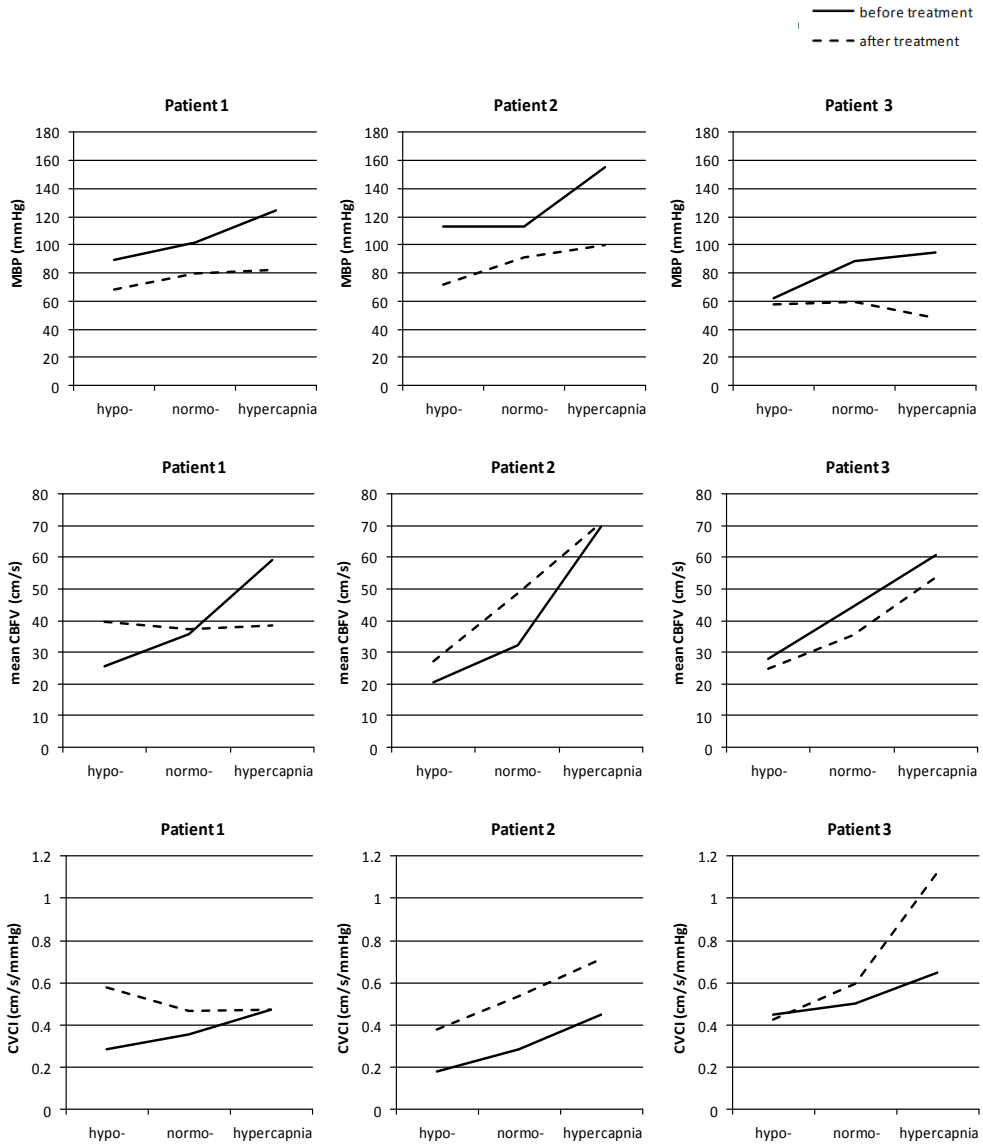 before treatment
after treatment
Patient 1
Patient 2
Patient 3
MBP (mmHg)
180
160
140
120
100
80
60
40
20
0
hypo- normo- hypercapnia
MBP (mmHg)
180
160
140
120
100
80
60
40
20
0
hypo- normo- hypercapnia
MBP (mmHg)
180
160
140
120
100
80
60
40
20
0
hypo- normo- hypercapnia
Patient 1
Patient 2
Patient 3
mean CBFV (cm/s)
80
70
60
50
40
30
20
10
0
hypo- normo- hypercapnia
mean CBFV (cm/s)
80
70
60
50
40
30
20
10
0
hypo- normo- hypercapnia
mean CBFV (cm/s)
80
70
60
50
40
30
20
10
0
hypo- normo- hypercapnia
Patient 1
Patient 2
Patient 3
CVCI (cm/s/mmHg)
1.2
1
0.8
0.6
0.4
0.2
0
hypo- normo- hypercapnia
CVCI (cm/s/mmHg)
1.2
1
0.8
0.6
0.4
0.2
0
hypo- normo- hypercapnia
CVCI (cm/s/mmHg)
1.2
1
0.8
0.6
0.4
0.2
0
hypo- normo- hypercapnia